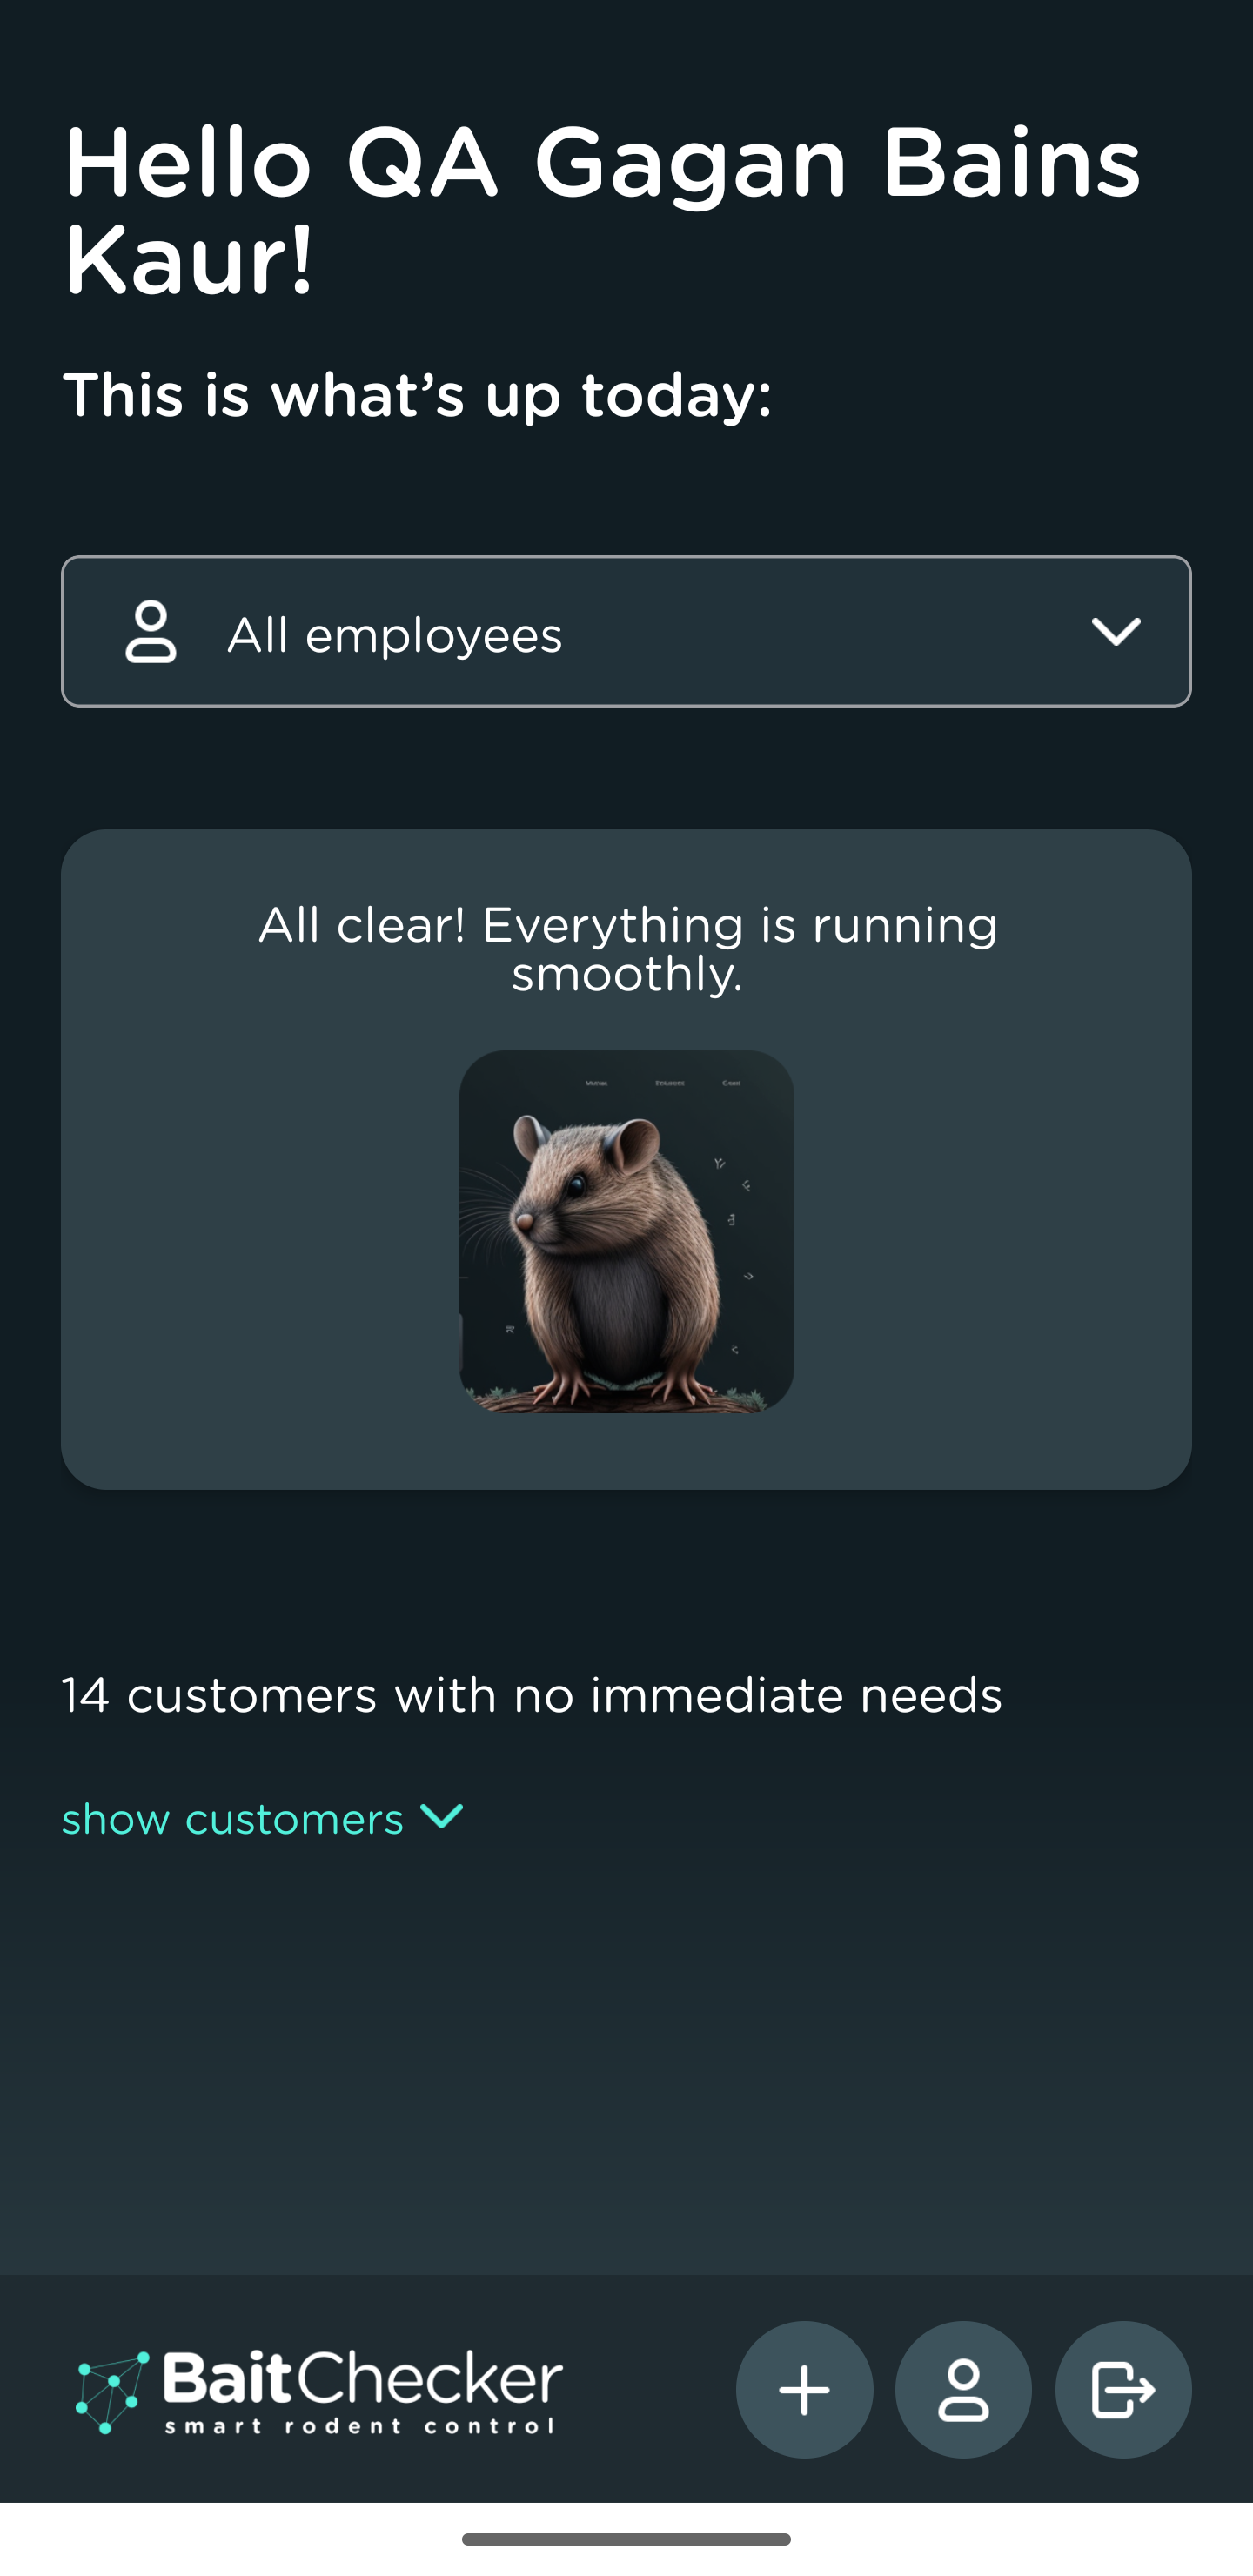 Hello QA Gagan Bains
Kaur!
This is what’s up today:
All employees
All clear! Everything is running
smoothly.
14 customers with no immediate needs
show customers
BaitChecker
smart rodent control